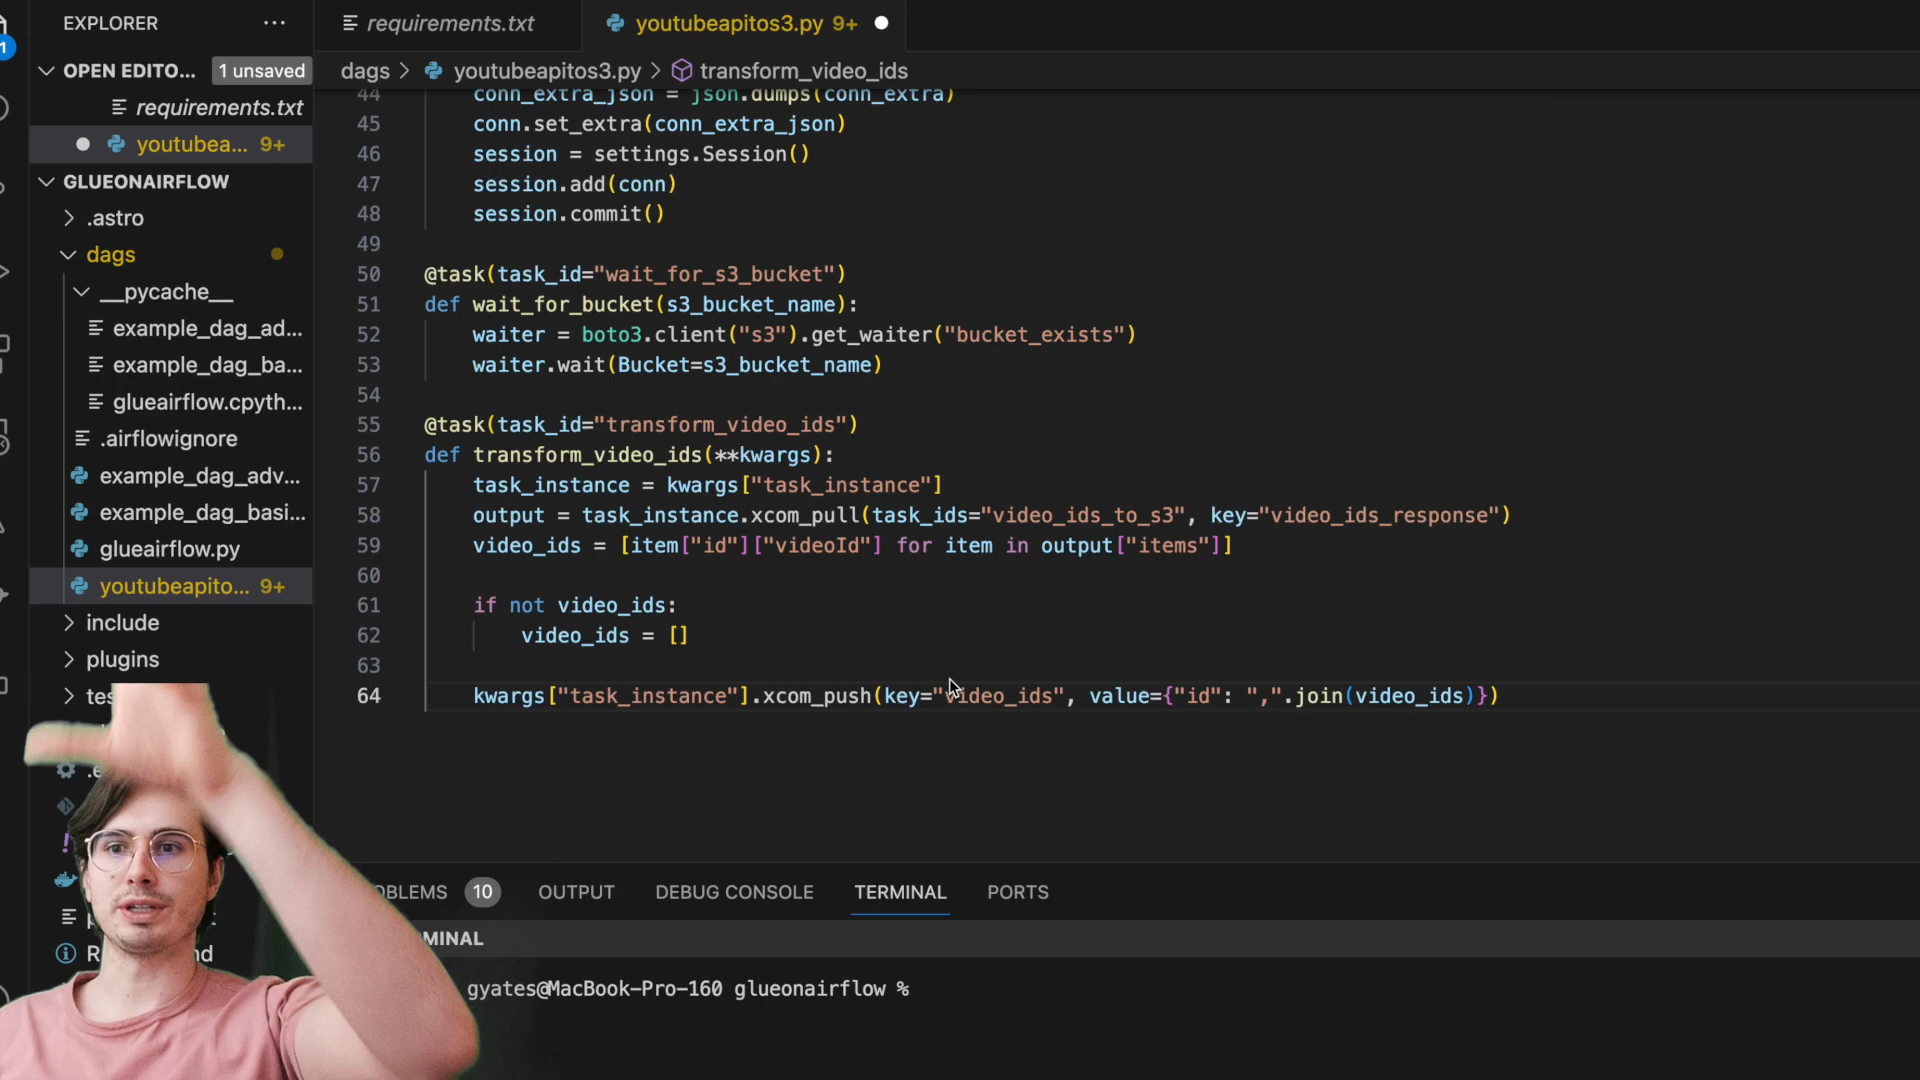 EXPLORER
requirements.txt
youtubeapitos3.py 9+
OPEN EDITO... 1 unsaved
requirements.txt
youtubea... 9+
GLUEONAIRFLOW
.astro
dags
__pycache__
example_dag_ad...
example_dag_ba...
glueairflow.cpyth...
.airflowignore
example_dag_adv...
example_dag_basi...
glueairflow.py
youtubeapito... 9+
include
plugins
tes
dags > youtubeapitos3.py > transform_video_ids
44 conn_extra_json = json.dumps(conn_extra)
45 conn.set_extra(conn_extra_json)
46 session = settings.Session()
47 session.add(conn)
48 session.commit()
49
50 @task(task_id="wait_for_s3_bucket")
51 def wait_for_bucket(s3_bucket_name):
52 waiter = boto3.client("s3").get_waiter("bucket_exists")
53 waiter.wait(Bucket=s3_bucket_name)
54
55 @task(task_id="transform_video_ids")
56 def transform_video_ids(**kwargs):
57 task_instance = kwargs["task_instance"]
58 output = task_instance.xcom_pull(task_ids="video_ids_to_s3", key="video_ids_response")
59 video_ids = [item["id"]["videoId"] for item in output["items"]]
60
61 if not video_ids:
62 video_ids = []
63
64 kwargs["task_instance"].xcom_push(key="video_ids", value={"id": ",".join(video_ids)})
OBLEMS 10 OUTPUT DEBUG CONSOLE TERMINAL PORTS
MINAL
gyates@MacBook-Pro-160 glueonairflow %